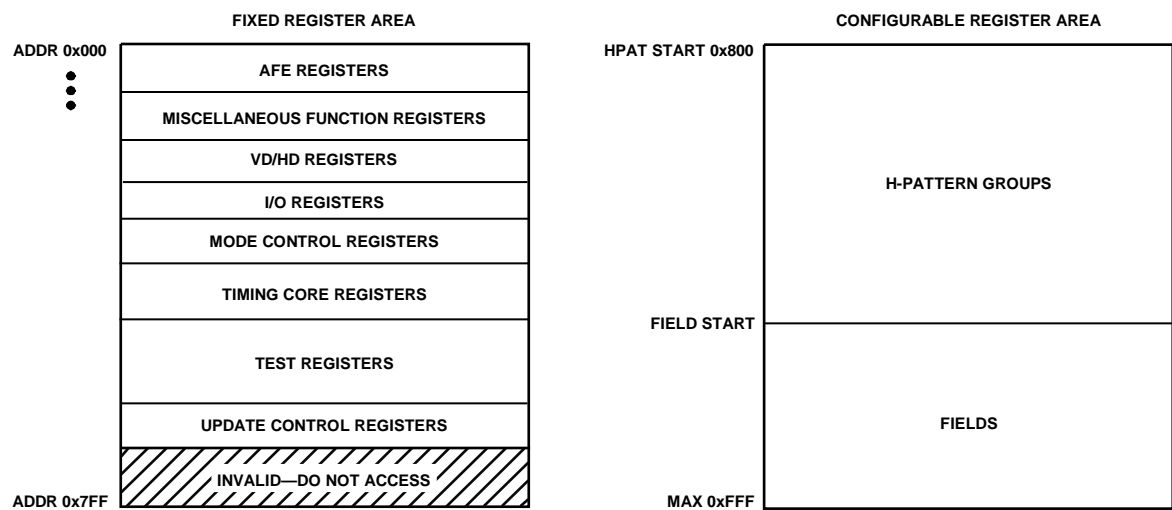 FIXED REGISTER AREA
ADDR 0x000
AFE REGISTERS
MISCELLANEOUS FUNCTION REGISTERS
VD/HD REGISTERS
I/O REGISTERS
MODE CONTROL REGISTERS
TIMING CORE REGISTERS
TEST REGISTERS
UPDATE CONTROL REGISTERS
INVALID—DO NOT ACCESS
ADDR 0x7FF
CONFIGURABLE REGISTER AREA
HPAT START 0x800
H-PATTERN GROUPS
FIELD START
FIELDS
MAX 0xFFF